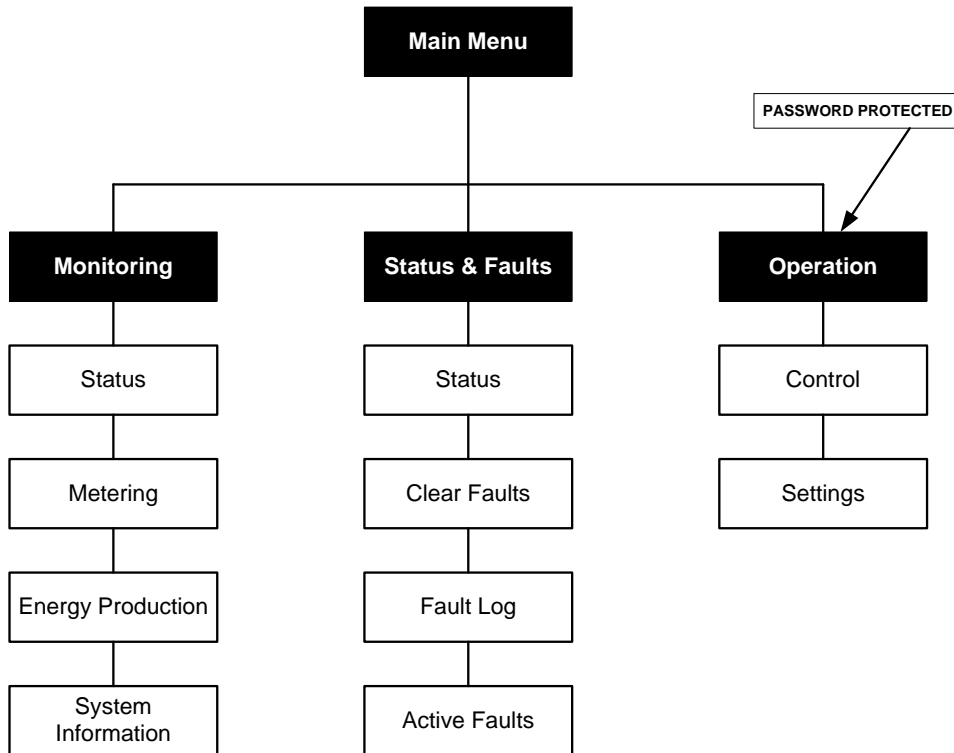 Main Menu
PASSWORD PROTECTED
Monitoring
Status & Faults
Operation
Status
Status
Control
Metering
Clear Faults
Settings
Energy Production
Fault Log
System
Information
Active Faults